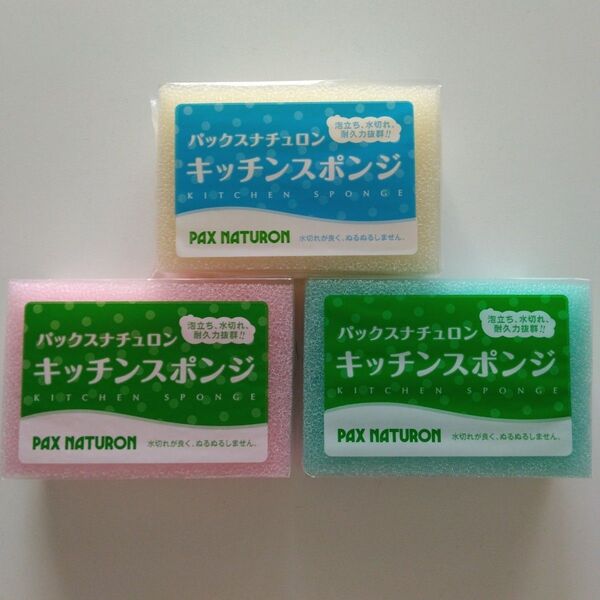 泡立ち、水切れ、
耐久力抜群!!
パックスナチュロン
キッチンスポンジ
KITCHEN SPONGE
PAX NATURON 水切れが良く、ぬるぬるしません。
泡立ち、水切れ、
耐久力抜群!!
パックスナチュロン
キッチンスポンジ
KITCHEN SPONGE
PAX NATURON 水切れが良く、ぬるぬるしません。
泡立ち、水切れ、
耐久力抜群!!
パックスナチュロン
キッチンスポンジ
KITCHEN SPONGE
PAX NATURON 水切れが良く、ぬるぬるしません。